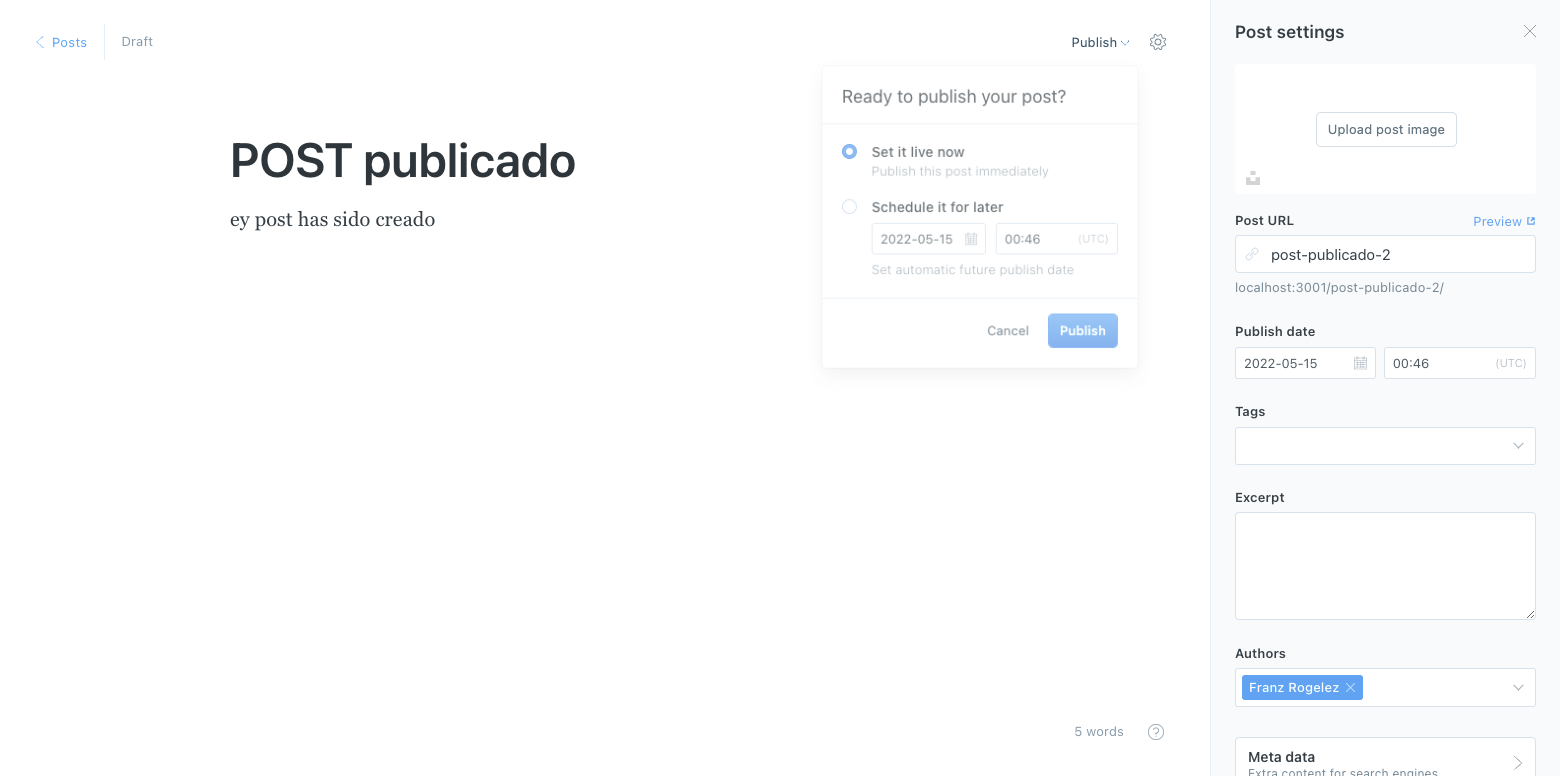 Posts
Draft
Publish
POST publicado
ey post has sido creado
Ready to publish your post?
Set it live now
Publish this post immediately
Schedule it for later
2022-05-15
00:46 (UTC)
Set automatic future publish date
Cancel
Publish
5 words
?
Post settings
Upload post image
Post URL
Preview
post-publicado-2
localhost:3001/post-publicado-2/
Publish date
2022-05-15
00:46 (UTC)
Tags
Excerpt
Authors
Franz Rogelez
Meta data
Extra content for search engines